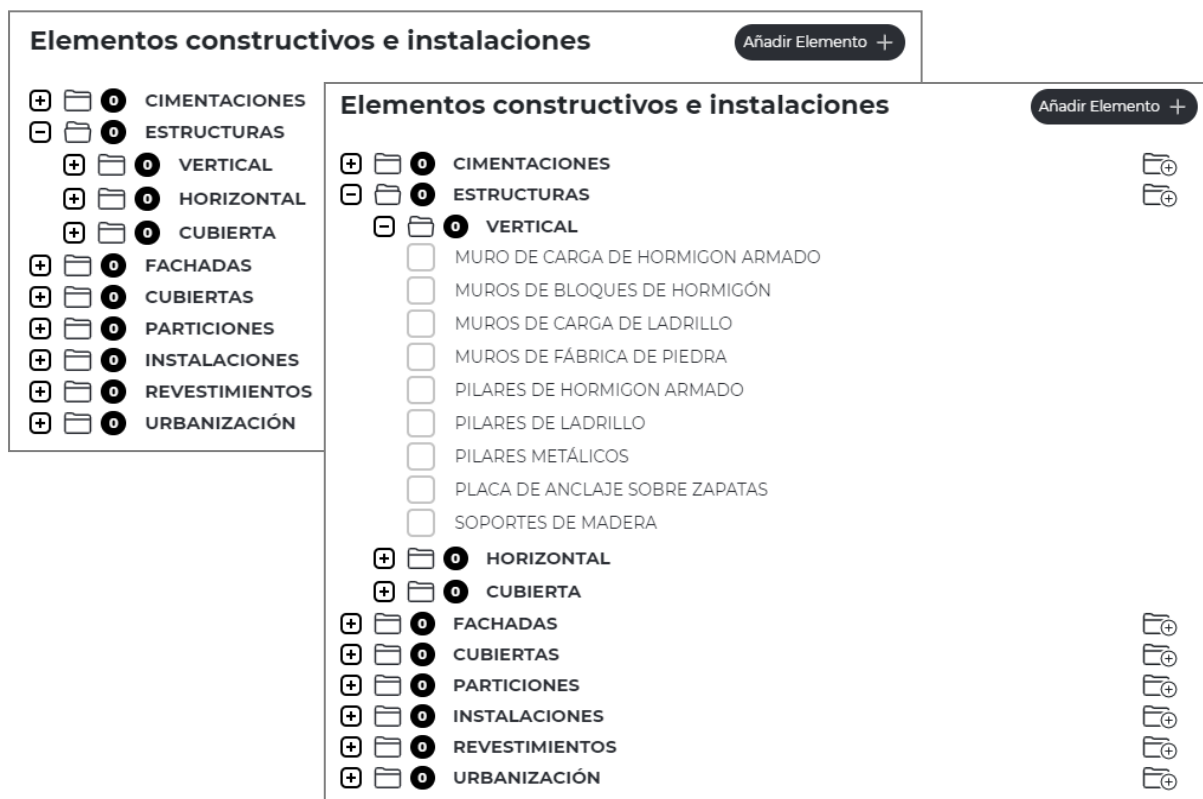 Elementos constructivos e instalaciones
Añadir Elemento +
0 CIMENTACIONES
0 ESTRUCTURAS
0 VERTICAL
0 HORIZONTAL
0 CUBIERTA
0 FACHADAS
0 CUBIERTAS
0 PARTICIONES
0 INSTALACIONES
0 REVESTIMIENTOS
0 URBANIZACIÓN
Elementos constructivos e instalaciones
Añadir Elemento +
0 CIMENTACIONES
0 ESTRUCTURAS
0 VERTICAL
MURO DE CARGA DE HORMIGON ARMADO
MUROS DE BLOQUES DE HORMIGÓN
MUROS DE CARGA DE LADRILLO
MUROS DE FÁBRICA DE PIEDRA
PILARES DE HORMIGON ARMADO
PILARES DE LADRILLO
PILARES METÁLICOS
PLACA DE ANCLAJE SOBRE ZAPATAS
SOPORTES DE MADERA
0 HORIZONTAL
0 CUBIERTA
0 FACHADAS
0 CUBIERTAS
0 PARTICIONES
0 INSTALACIONES
0 REVESTIMIENTOS
0 URBANIZACIÓN